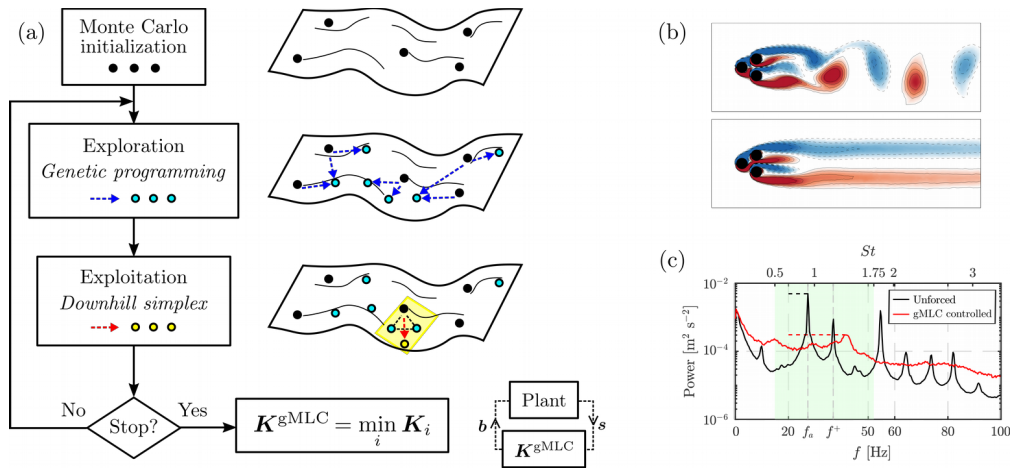 (a)
Monte Carlo
initialization
Exploration
Genetic programming
Exploitation
Downhill simplex
No
Stop?
Yes
K^gMLC = min_i K_i
Plant
b
s
K^gMLC
(b)
(c)
St
0.5 1 1.75 2 3
Unforced
gMLC controlled
Power [m² s⁻²]
10⁻²
10⁻⁴
10⁻⁶
0 20 f_a f⁺ 40 60 80 100
f [Hz]